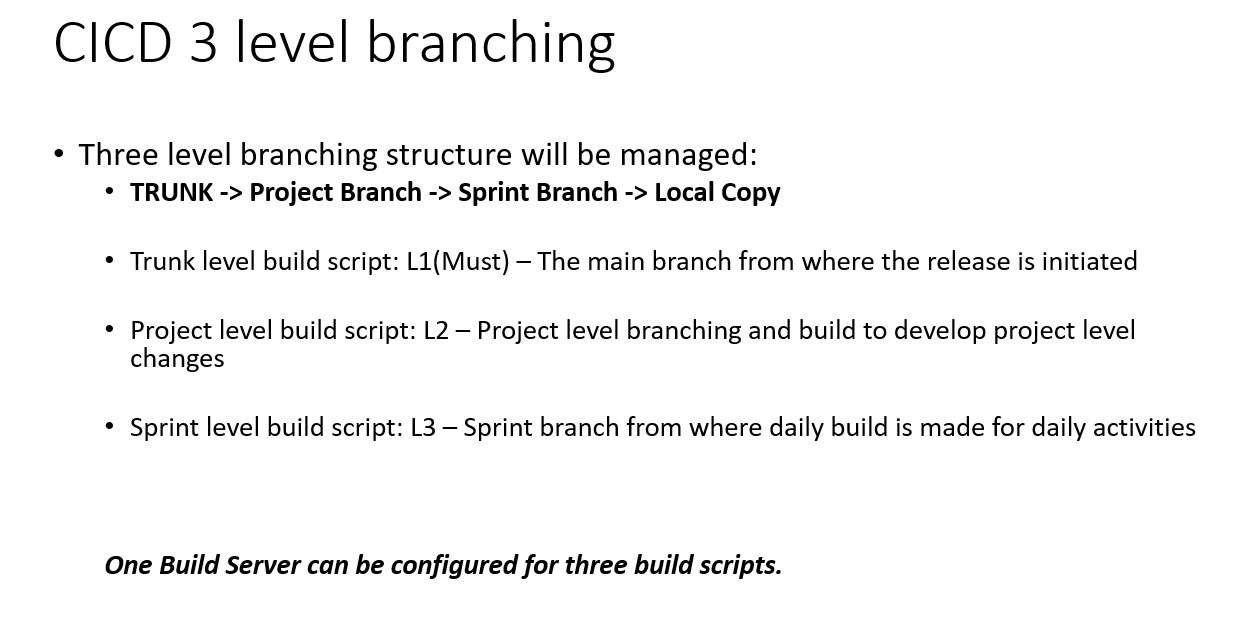 CICD 3 level branching
• Three level branching structure will be managed:
• TRUNK -> Project Branch -> Sprint Branch -> Local Copy
• Trunk level build script: L1(Must) – The main branch from where the release is initiated
• Project level build script: L2 – Project level branching and build to develop project level
changes
• Sprint level build script: L3 – Sprint branch from where daily build is made for daily activities
One Build Server can be configured for three build scripts.